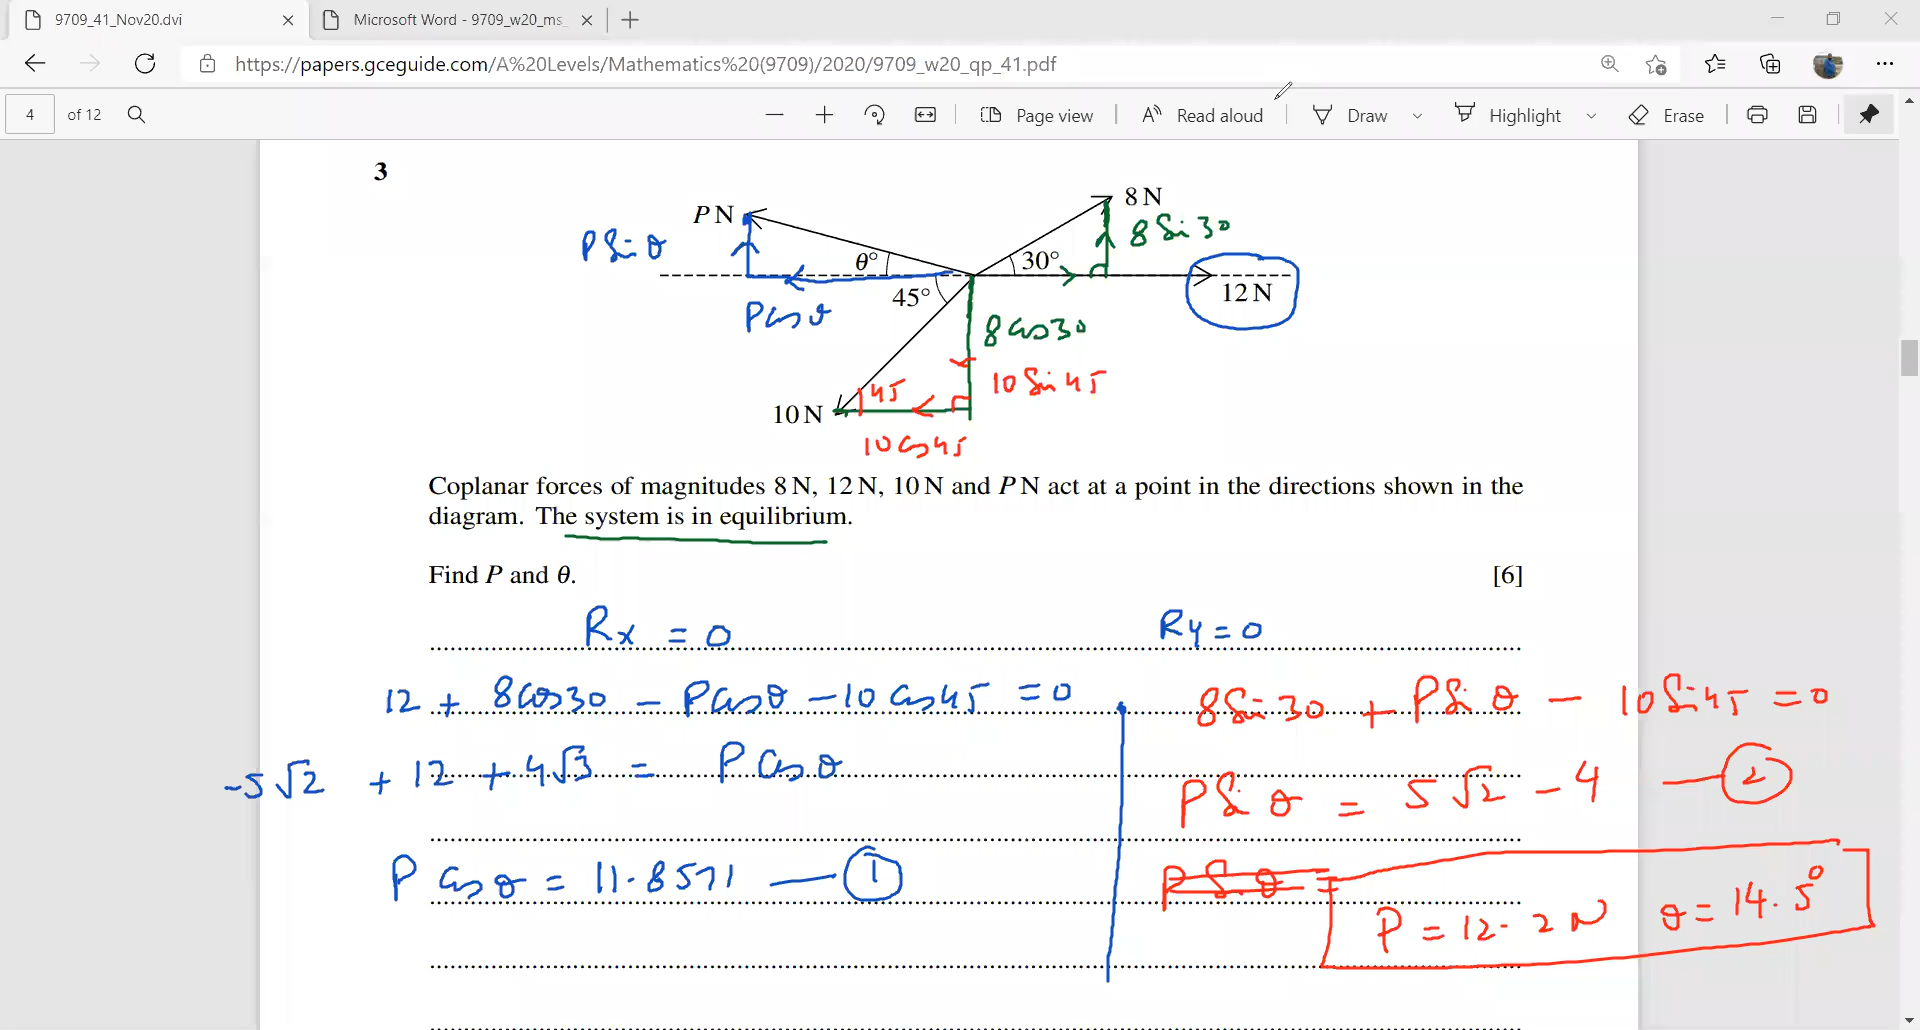 9709_41_Nov20.dvi
Microsoft Word - 9709_w20_ms_
https://papers.gceguide.com/A%20Levels/Mathematics%20(9709)/2020/9709_w20_qp_41.pdf
4 of 12 Page view Read aloud Draw Highlight Erase
3
P N 8 N
P Sin θ 8 Sin 30
θ° 30°
45° 12 N
P Cos θ 8 Cos 30
45 10 Sin 45
10 N
10 Cos 45
Coplanar forces of magnitudes 8 N, 12 N, 10 N and P N act at a point in the directions shown in the
diagram. The system is in equilibrium.
Find P and θ. [6]
Rx = 0 Ry = 0
12 + 8 Cos 30 − P Cos θ − 10 Cos 45 = 0 8 Sin 30 + P Sin θ − 10 Sin 45 = 0
-5√2 + 12 + 4√3 = P Cos θ P Sin θ = 5√2 − 4 — 2
P Cos θ = 11.8571 — 1 P Sin θ =
P = 12.2 N θ = 14.5°